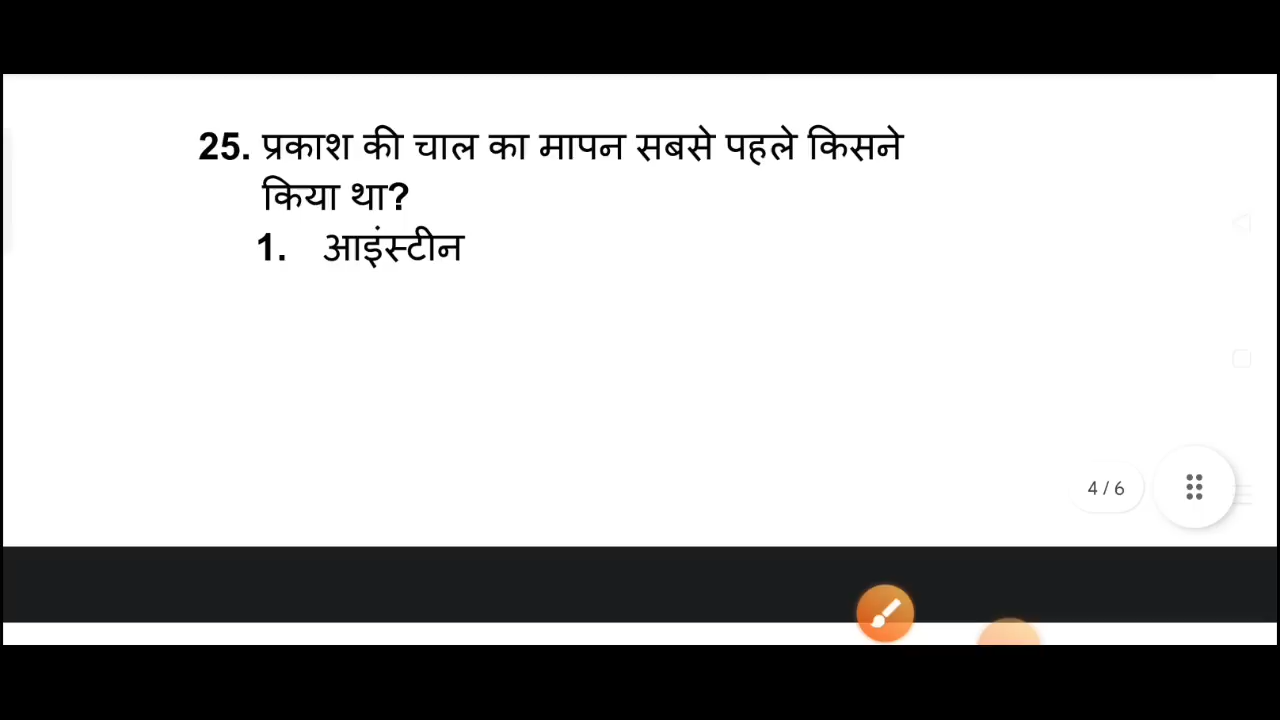 25. प्रकाश की चाल का मापन सबसे पहले किसने
किया था?
1. आइंस्टीन
4 / 6